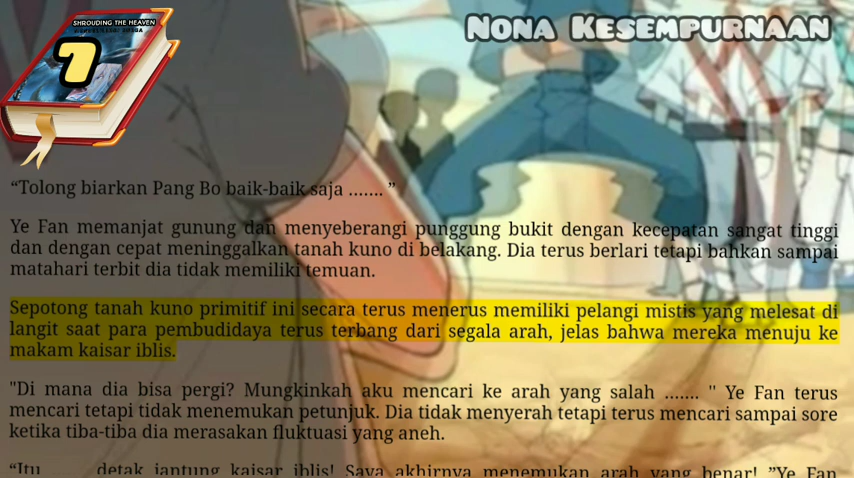 SHROUDING THE HEAVEN
7
Nona Kesempurnaan
“Tolong biarkan Pang Bo baik-baik saja ……. ”
Ye Fan memanjat gunung dan menyeberangi punggung bukit dengan kecepatan sangat tinggi
dan dengan cepat meninggalkan tanah kuno di belakang. Dia terus berlari tetapi bahkan sampai
matahari terbit dia tidak memiliki temuan.
Sepotong tanah kuno primitif ini secara terus menerus memiliki pelangi mistis yang melesat di
langit saat para pembudidaya terus terbang dari segala arah, jelas bahwa mereka menuju ke
makam kaisar iblis.
"Di mana dia bisa pergi? Mungkinkah aku mencari ke arah yang salah ……. " Ye Fan terus
mencari tetapi tidak menemukan petunjuk. Dia tidak menyerah tetapi terus mencari sampai sore
ketika tiba-tiba dia merasakan fluktuasi yang aneh.
“Itu detak jantung kaisar iblis! Saya akhirnya menemukan arah yang benar! ”Ye Fan